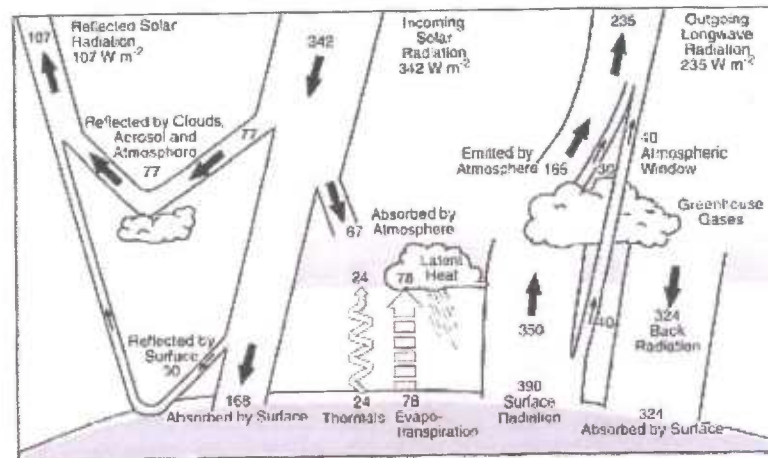 107
Reflected Solar
Radiation
107 W m-2
342
Incoming
Solar
Radiation
342 W m-2
235
Outgoing
Longwave
Radiation
235 W m-2
Reflected by Clouds,
Aerosol and
Atmosphere
77
77
Emitted by
Atmosphere
165
30
40
Atmospheric
Window
Greenhouse
Gases
67
Absorbed by
Atmosphere
24
78
Latent
Heat
350
40
324
Back
Radiation
Reflected by
Surface
30
168
Absorbed by Surface
24
Thermals
78
Evapo-
transpiration
390
Surface
Radiation
324
Absorbed by Surface